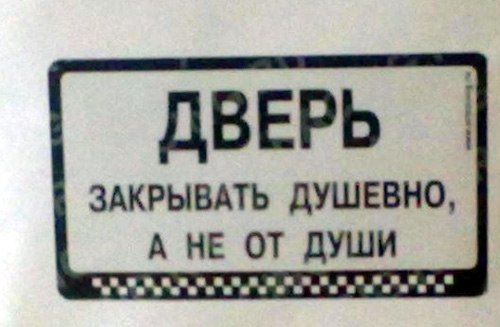 ДВЕРЬ
ЗАКРЫВАТЬ ДУШЕВНО,
А НЕ ОТ ДУШИ